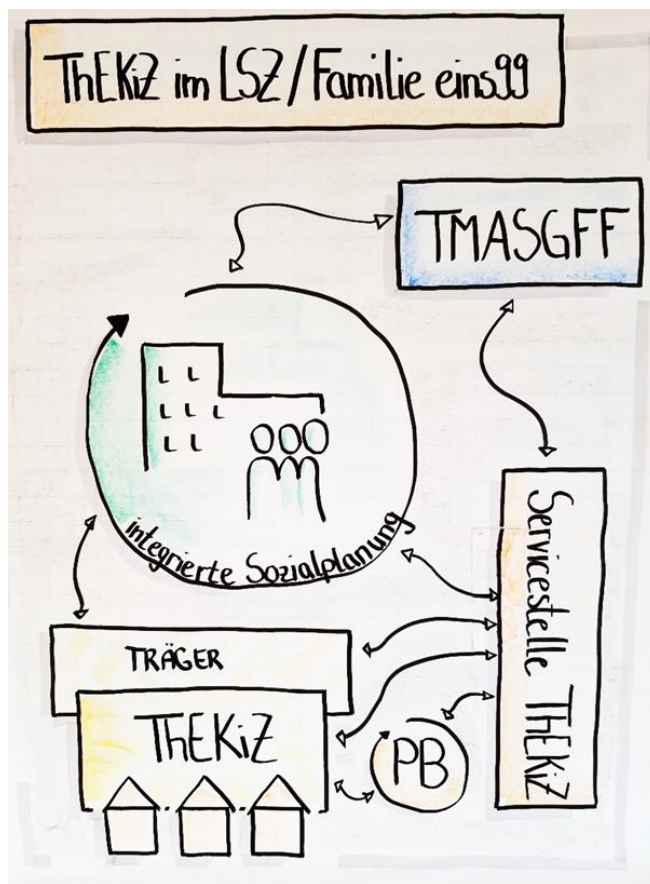 ThEKiZ im LSZ/Familie eins99
TMASGFF
integrierte Sozialplanung
Servicestelle ThEKiZ
TRÄGER
ThEKiZ
PB